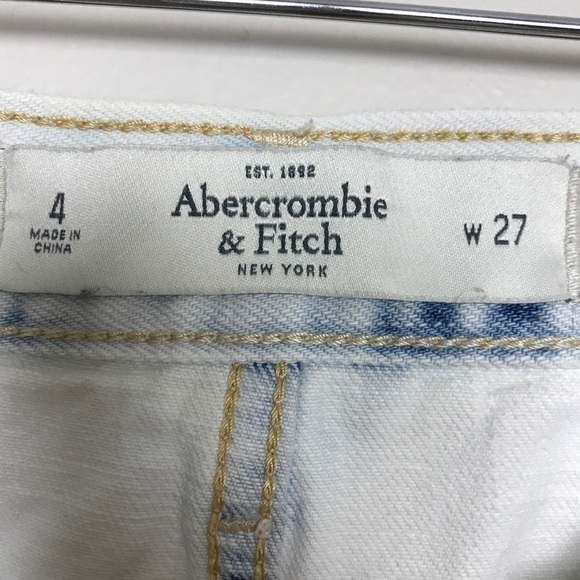 4
MADE IN
CHINA
EST. 1892
Abercrombie
& Fitch
NEW YORK
W 27